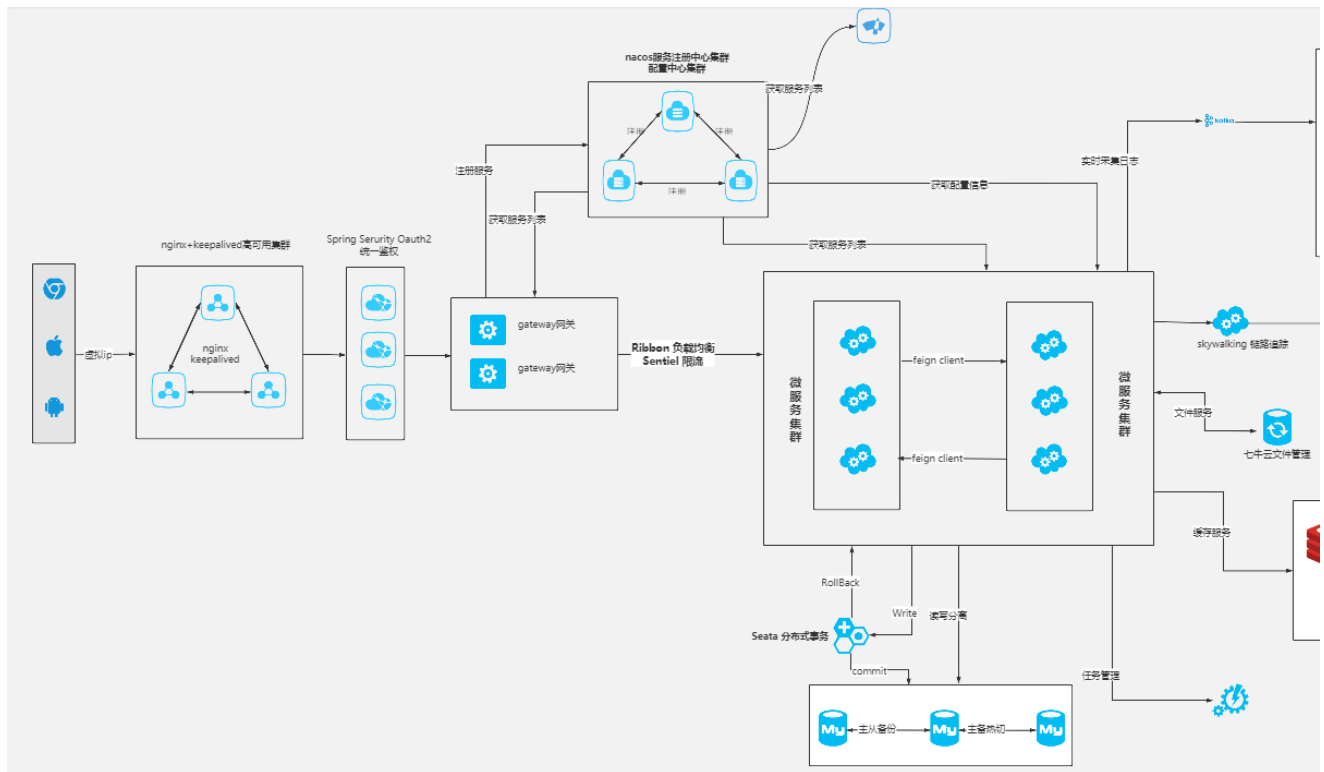 nacos服务注册中心集群
配置中心集群
获取服务列表
注册
注册
注册
注册服务
获取服务列表
获取配置信息
获取服务列表
实时采集日志
kafka
nginx+keepalived高可用集群
Spring Serurity Oauth2
统一鉴权
虚拟ip
nginx
keepalived
gateway网关
gateway网关
Ribbon 负载均衡
Sentiel 限流
微服务集群
feign client
feign client
微服务集群
skywalking 链路追踪
文件服务
七牛云文件管理
缓存服务
RollBack
Write
读写分离
Seata 分布式事务
commit
任务管理
My
主从备份
My
主备热切
My